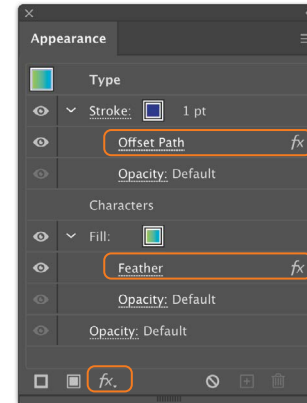 Appearance
Type
Stroke: 1 pt
Offset Path fx
Opacity: Default
Characters
Fill:
Feather fx
Opacity: Default
Opacity: Default
fx.